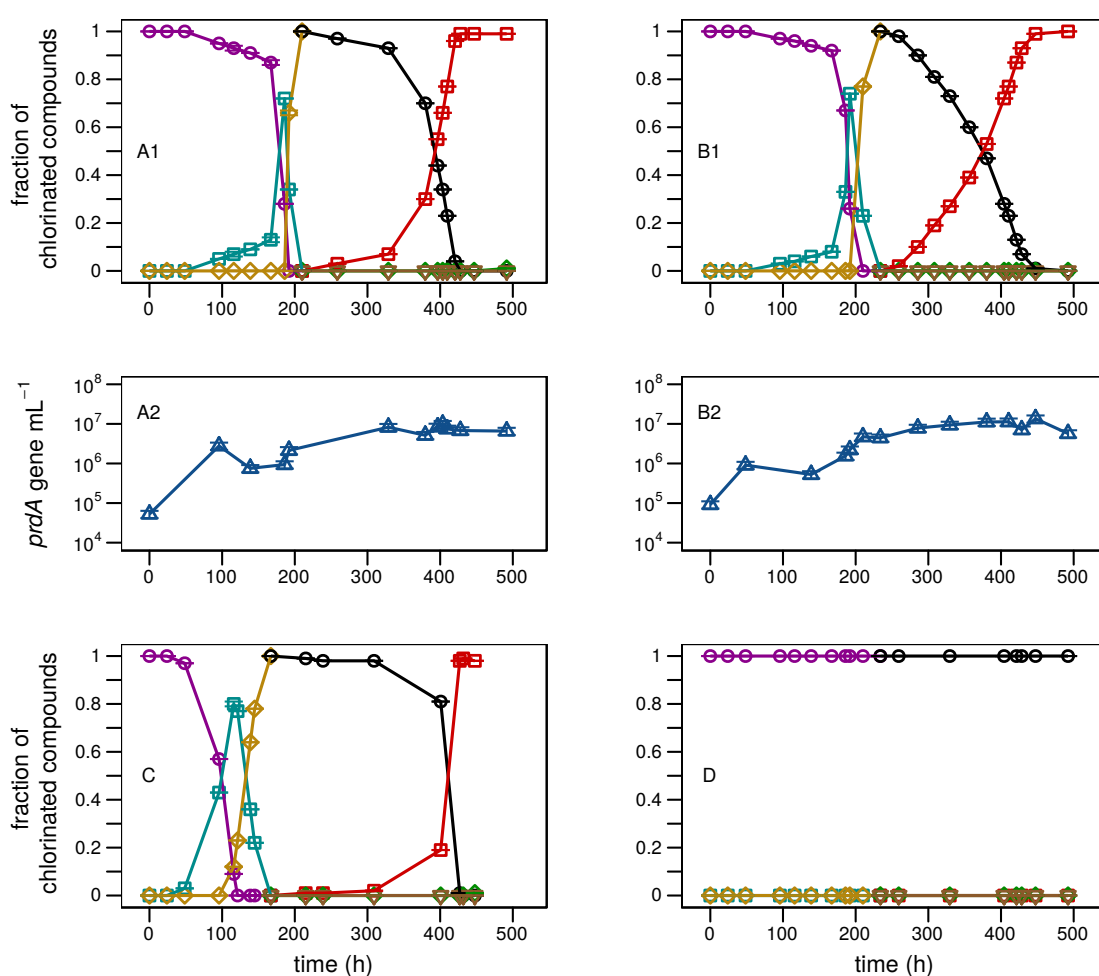 fraction of
chlorinated compounds
1
0.8
0.6
0.4
0.2
0
A1
0 100 200 300 400 500
1
0.8
0.6
0.4
0.2
0
B1
0 100 200 300 400 500
prdA gene mL⁻¹
10⁸
10⁷
10⁶
10⁵
10⁴
A2
0 100 200 300 400 500
10⁸
10⁷
10⁶
10⁵
10⁴
B2
0 100 200 300 400 500
fraction of
chlorinated compounds
1
0.8
0.6
0.4
0.2
0
C
0 100 200 300 400 500
time (h)
1
0.8
0.6
0.4
0.2
0
D
0 100 200 300 400 500
time (h)